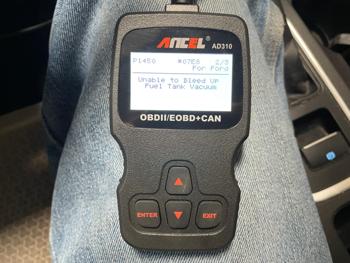 ANCEL
AD310
P1450 $07E8 2/3
For Ford
Unable to Bleed Up
Fuel Tank Vacuum
OBDII/EOBD+CAN
ENTER
EXIT